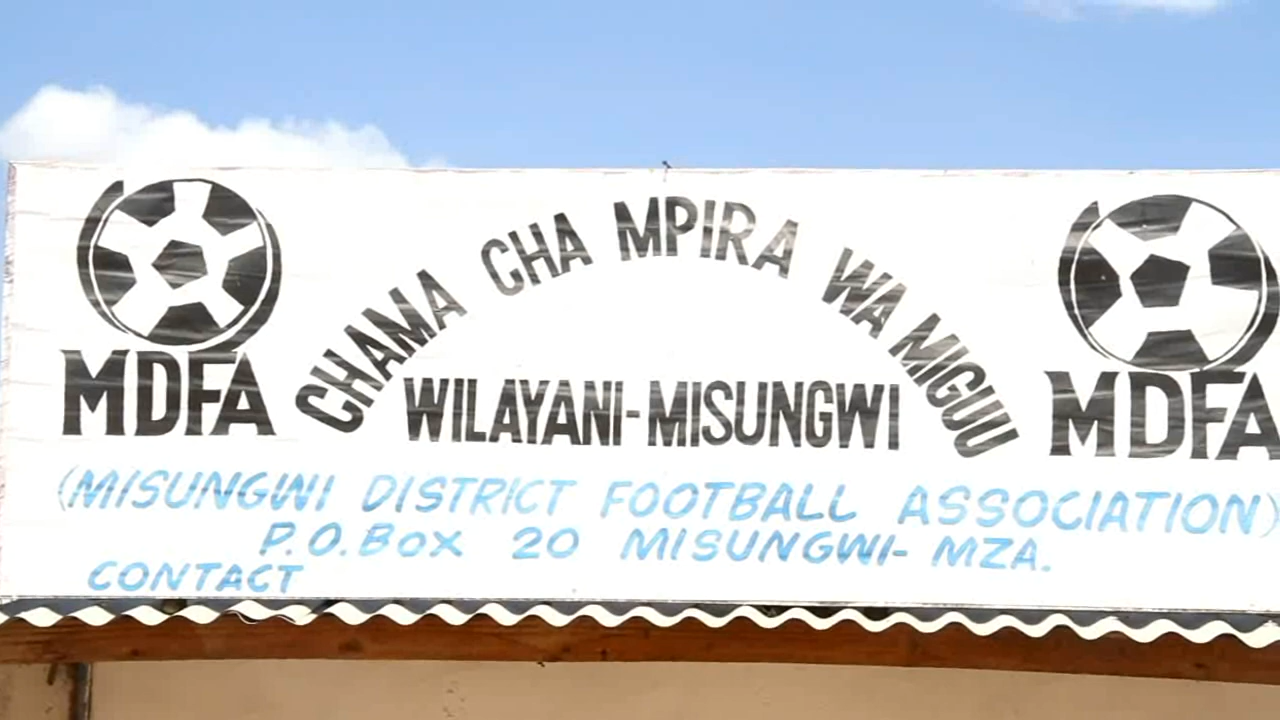 CHAMA CHA MPIRA WA MIGUU
MDFA
WILAYANI-MISUNGWI
MDFA
(MISUNGWI DISTRICT FOOTBALL ASSOCIATION)
P.O.BOX 20 MISUNGWI- MZA.
CONTACT